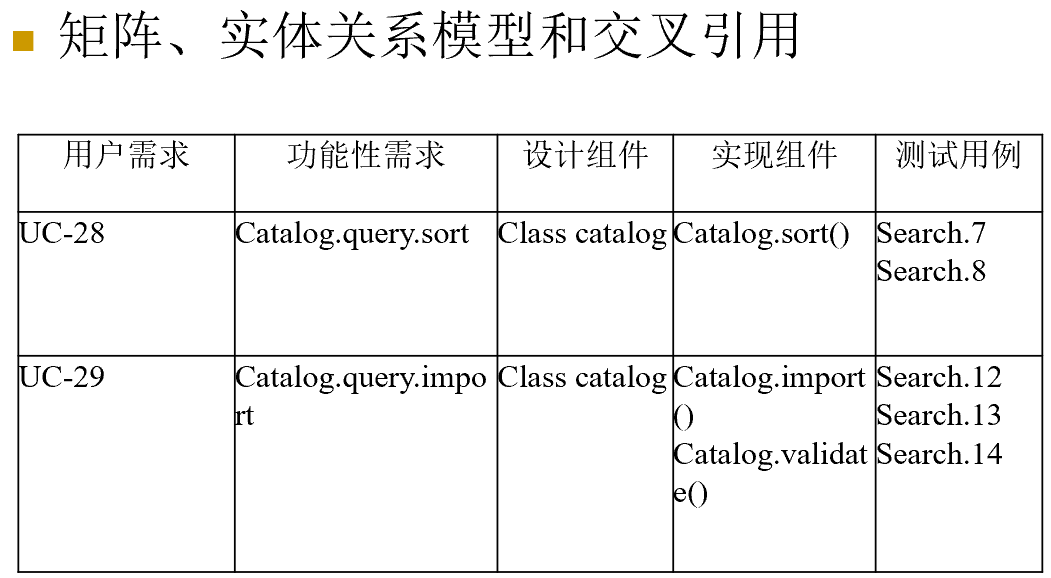 矩阵、实体关系模型和交叉引用
用户需求 功能性需求 设计组件 实现组件 测试用例
UC-28 Catalog.query.sort Class catalog Catalog.sort() Search.7
Search.8
UC-29 Catalog.query.impo Class catalog Catalog.import Search.12
rt () Search.13
Catalog.validat Search.14
e()